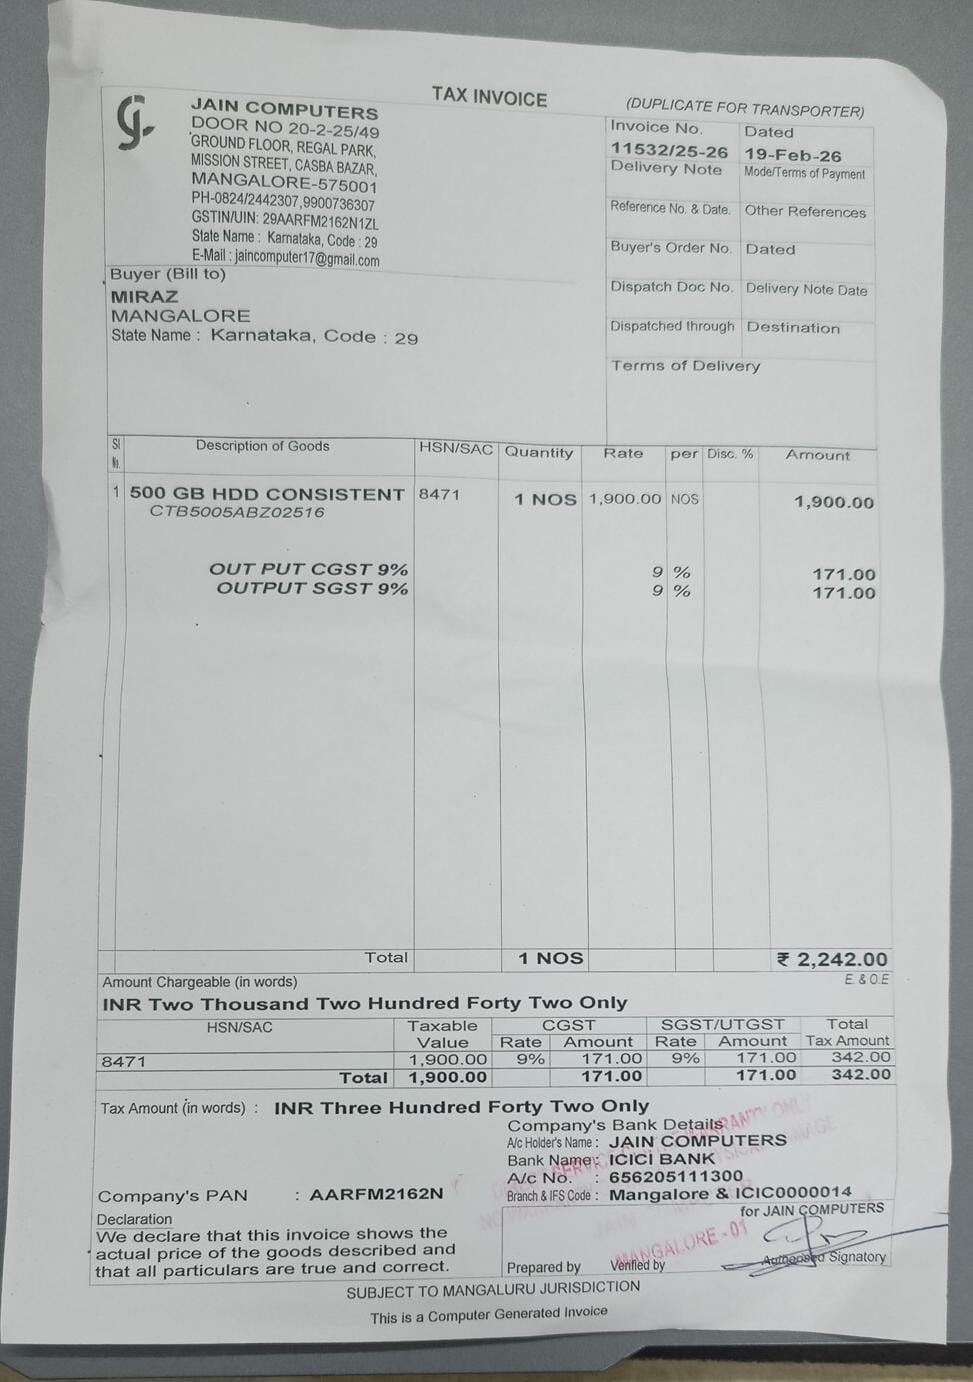 TAX INVOICE
(DUPLICATE FOR TRANSPORTER)
JAIN COMPUTERS
DOOR NO 20-2-25/49
GROUND FLOOR, REGAL PARK,
MISSION STREET, CASBA BAZAR,
MANGALORE-575001
PH-0824/2442307,9900736307
GSTIN/UIN: 29AARFM2162N1ZL
State Name : Karnataka, Code : 29
E-Mail : jaincomputer17@gmail.com
Invoice No. Dated
11532/25-26 19-Feb-26
Delivery Note Mode/Terms of Payment
Reference No. & Date. Other References
Buyer's Order No. Dated
Dispatch Doc No. Delivery Note Date
Dispatched through Destination
Terms of Delivery
Buyer (Bill to)
MIRAZ
MANGALORE
State Name : Karnataka, Code : 29
Sl No. Description of Goods HSN/SAC Quantity Rate per Disc. % Amount
1 500 GB HDD CONSISTENT 8471 1 NOS 1,900.00 NOS 1,900.00
CTB5005ABZ02516
OUT PUT CGST 9% 9 % 171.00
OUTPUT SGST 9% 9 % 171.00
Total 1 NOS ₹ 2,242.00
Amount Chargeable (in words) E. & O.E
INR Two Thousand Two Hundred Forty Two Only
HSN/SAC Taxable CGST SGST/UTGST Total
Value Rate Amount Rate Amount Tax Amount
8471 1,900.00 9% 171.00 9% 171.00 342.00
Total 1,900.00 171.00 171.00 342.00
Tax Amount (in words) : INR Three Hundred Forty Two Only
Company's Bank Details
A/c Holder's Name : JAIN COMPUTERS
Bank Name : ICICI BANK
A/c No. : 656205111300
Company's PAN : AARFM2162N
Branch & IFS Code : Mangalore & ICIC0000014
Declaration
We declare that this invoice shows the
actual price of the goods described and
that all particulars are true and correct.
for JAIN COMPUTERS
MANGALORE - 01
Prepared by Verified by Authorised Signatory
SUBJECT TO MANGALURU JURISDICTION
This is a Computer Generated Invoice